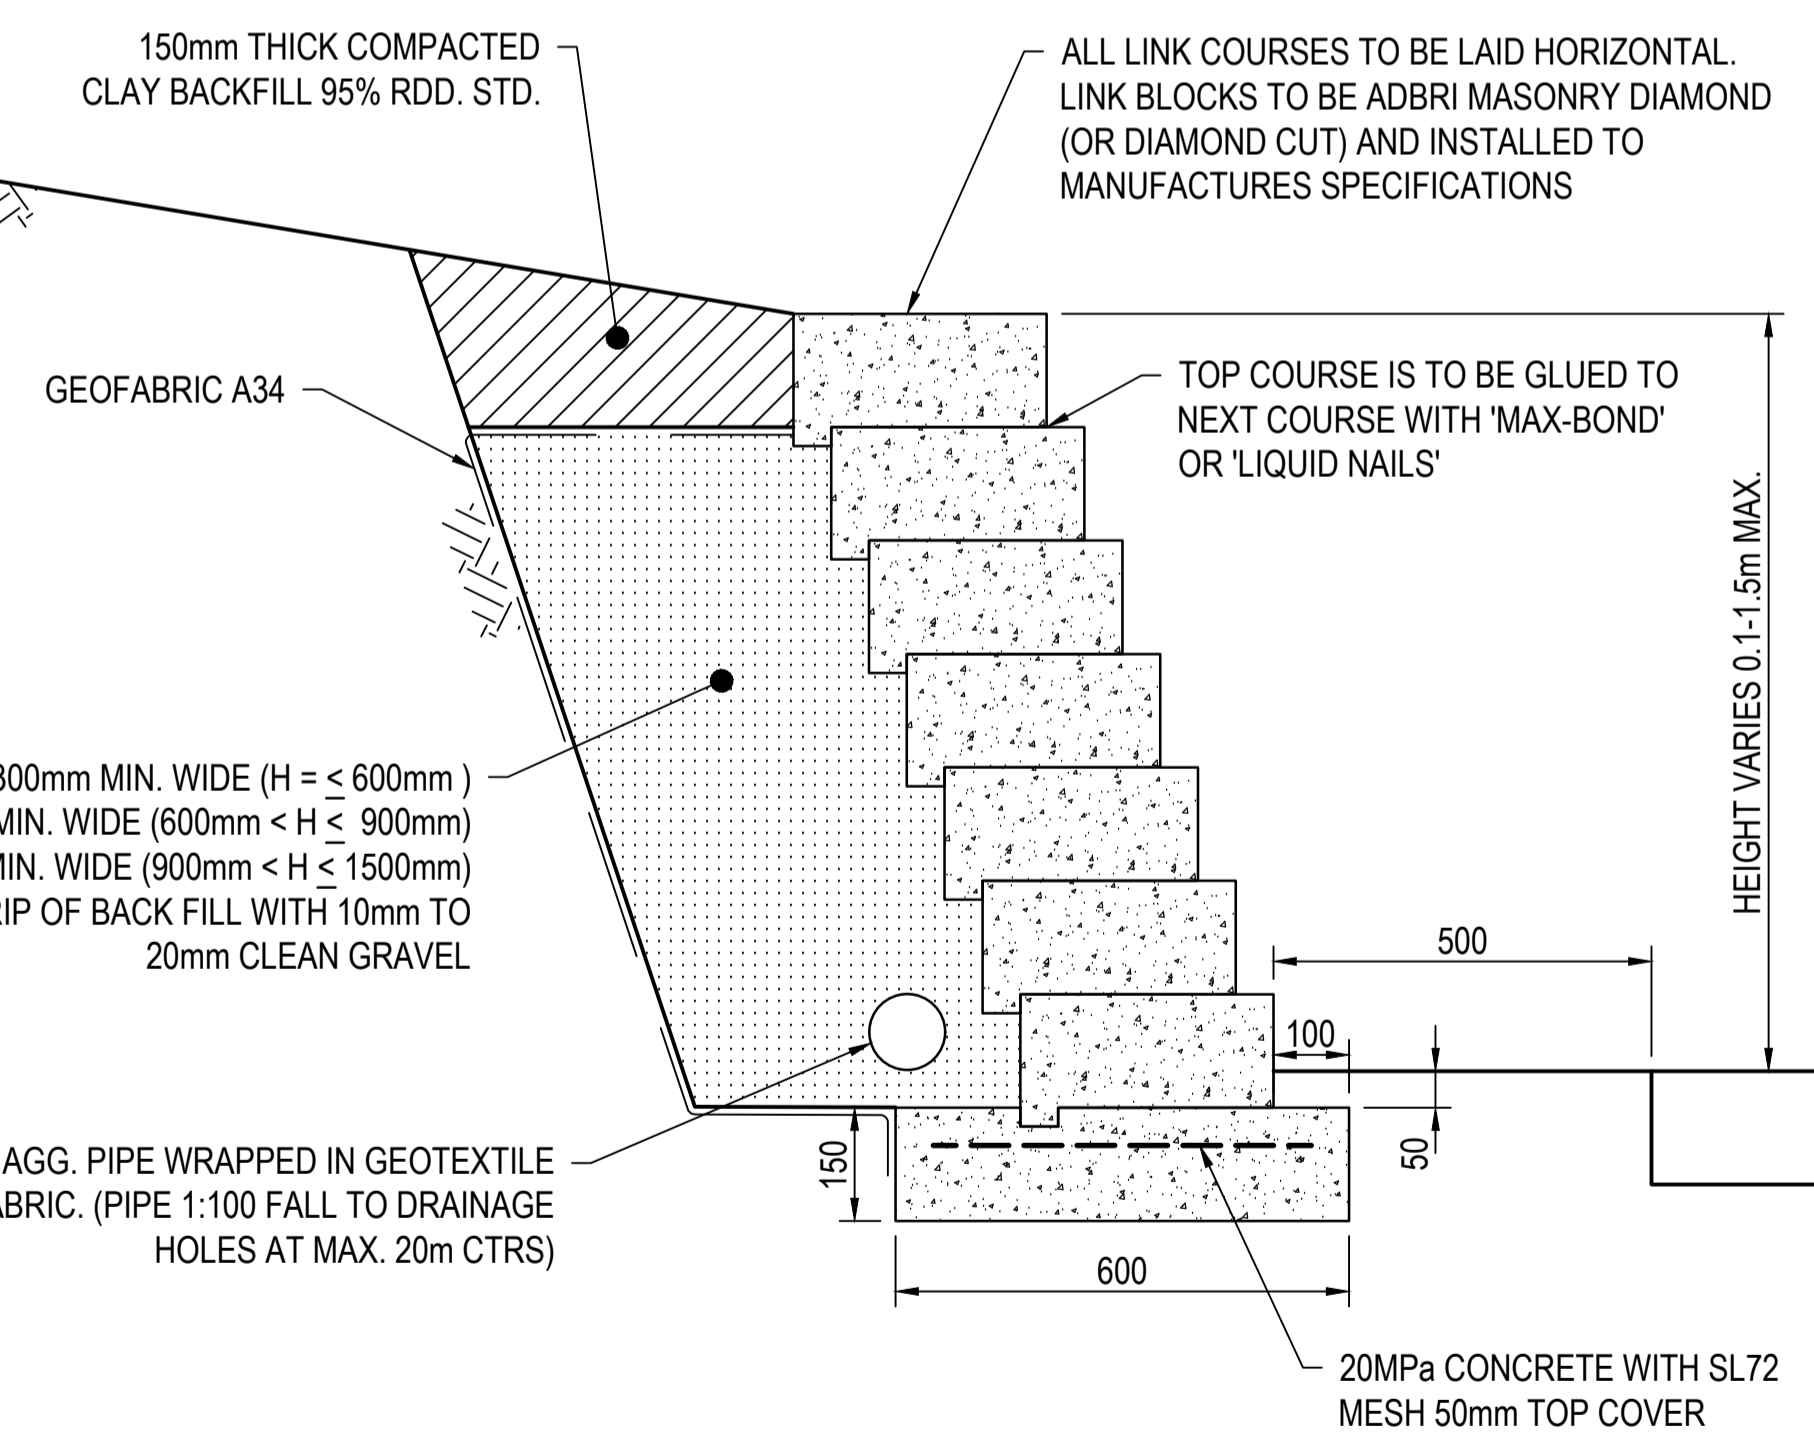 150mm THICK COMPACTED
CLAY BACKFILL 95% RDD. STD.
ALL LINK COURSES TO BE LAID HORIZONTAL.
LINK BLOCKS TO BE ADBRI MASONRY DIAMOND
(OR DIAMOND CUT) AND INSTALLED TO
MANUFACTURES SPECIFICATIONS
GEOFABRIC A34
TOP COURSE IS TO BE GLUED TO
NEXT COURSE WITH 'MAX-BOND'
OR 'LIQUID NAILS'
HEIGHT VARIES 0.1-1.5m MAX.
300mm MIN. WIDE (H = ≤ 600mm )
MIN. WIDE (600mm < H ≤ 900mm)
MIN. WIDE (900mm < H ≤ 1500mm)
OF BACK FILL WITH 10mm TO
20mm CLEAN GRAVEL
500
100
50
150
AGG. PIPE WRAPPED IN GEOTEXTILE
(PIPE 1:100 FALL TO DRAINAGE
HOLES AT MAX. 20m CTRS)
600
20MPa CONCRETE WITH SL72
MESH 50mm TOP COVER